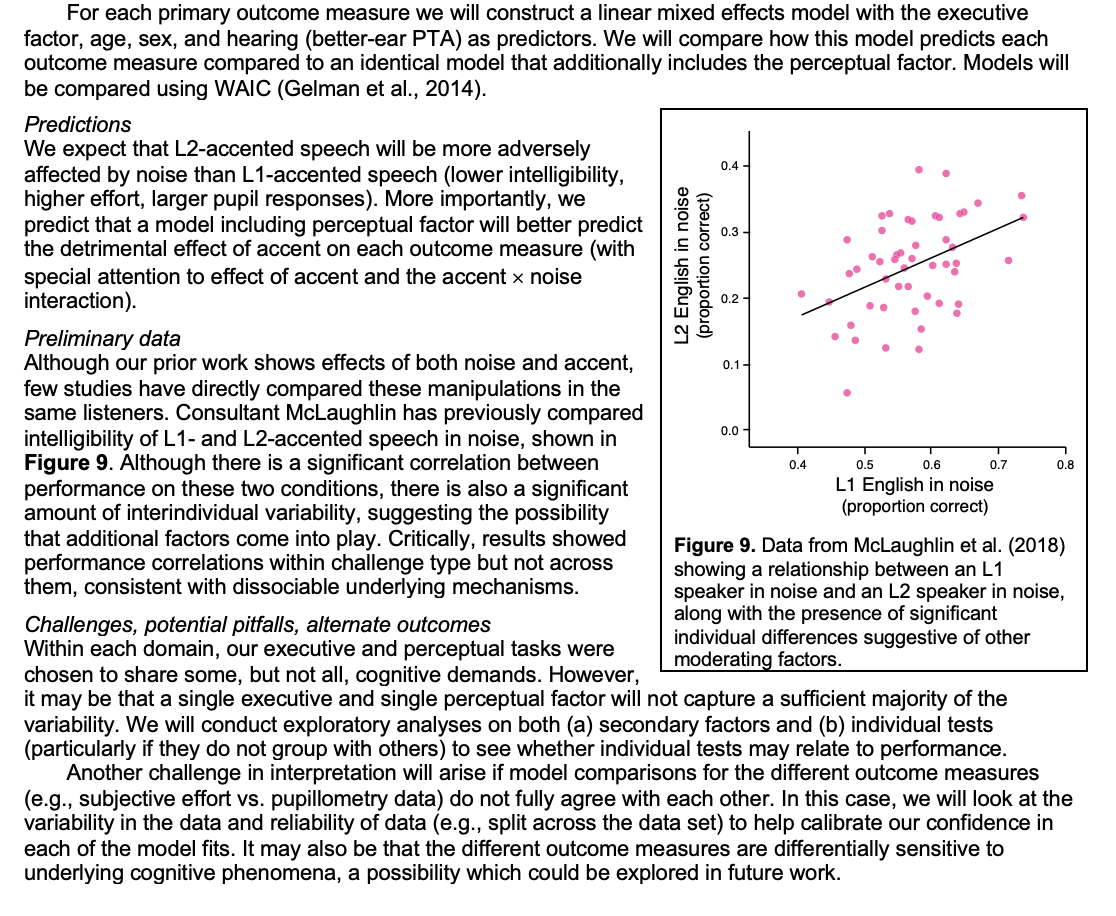 For each primary outcome measure we will construct a linear mixed effects model with the executive
factor, age, sex, and hearing (better-ear PTA) as predictors. We will compare how this model predicts each
outcome measure compared to an identical model that additionally includes the perceptual factor. Models will
be compared using WAIC (Gelman et al., 2014).
Predictions
We expect that L2-accented speech will be more adversely
affected by noise than L1-accented speech (lower intelligibility,
higher effort, larger pupil responses). More importantly, we
predict that a model including perceptual factor will better predict
the detrimental effect of accent on each outcome measure (with
special attention to effect of accent and the accent × noise
interaction).
Preliminary data
Although our prior work shows effects of both noise and accent,
few studies have directly compared these manipulations in the
same listeners. Consultant McLaughlin has previously compared
intelligibility of L1- and L2-accented speech in noise, shown in
Figure 9. Although there is a significant correlation between
performance on these two conditions, there is also a significant
amount of interindividual variability, suggesting the possibility
that additional factors come into play. Critically, results showed
performance correlations within challenge type but not across
them, consistent with dissociable underlying mechanisms.
L2 English in noise
(proportion correct)
0.4
0.3
0.2
0.1
0.0
0.4 0.5 0.6 0.7 0.8
L1 English in noise
(proportion correct)
Figure 9. Data from McLaughlin et al. (2018)
showing a relationship between an L1
speaker in noise and an L2 speaker in noise,
along with the presence of significant
individual differences suggestive of other
moderating factors.
Challenges, potential pitfalls, alternate outcomes
Within each domain, our executive and perceptual tasks were
chosen to share some, but not all, cognitive demands. However,
it may be that a single executive and single perceptual factor will not capture a sufficient majority of the
variability. We will conduct exploratory analyses on both (a) secondary factors and (b) individual tests
(particularly if they do not group with others) to see whether individual tests may relate to performance.
Another challenge in interpretation will arise if model comparisons for the different outcome measures
(e.g., subjective effort vs. pupillometry data) do not fully agree with each other. In this case, we will look at the
variability in the data and reliability of data (e.g., split across the data set) to help calibrate our confidence in
each of the model fits. It may also be that the different outcome measures are differentially sensitive to
underlying cognitive phenomena, a possibility which could be explored in future work.